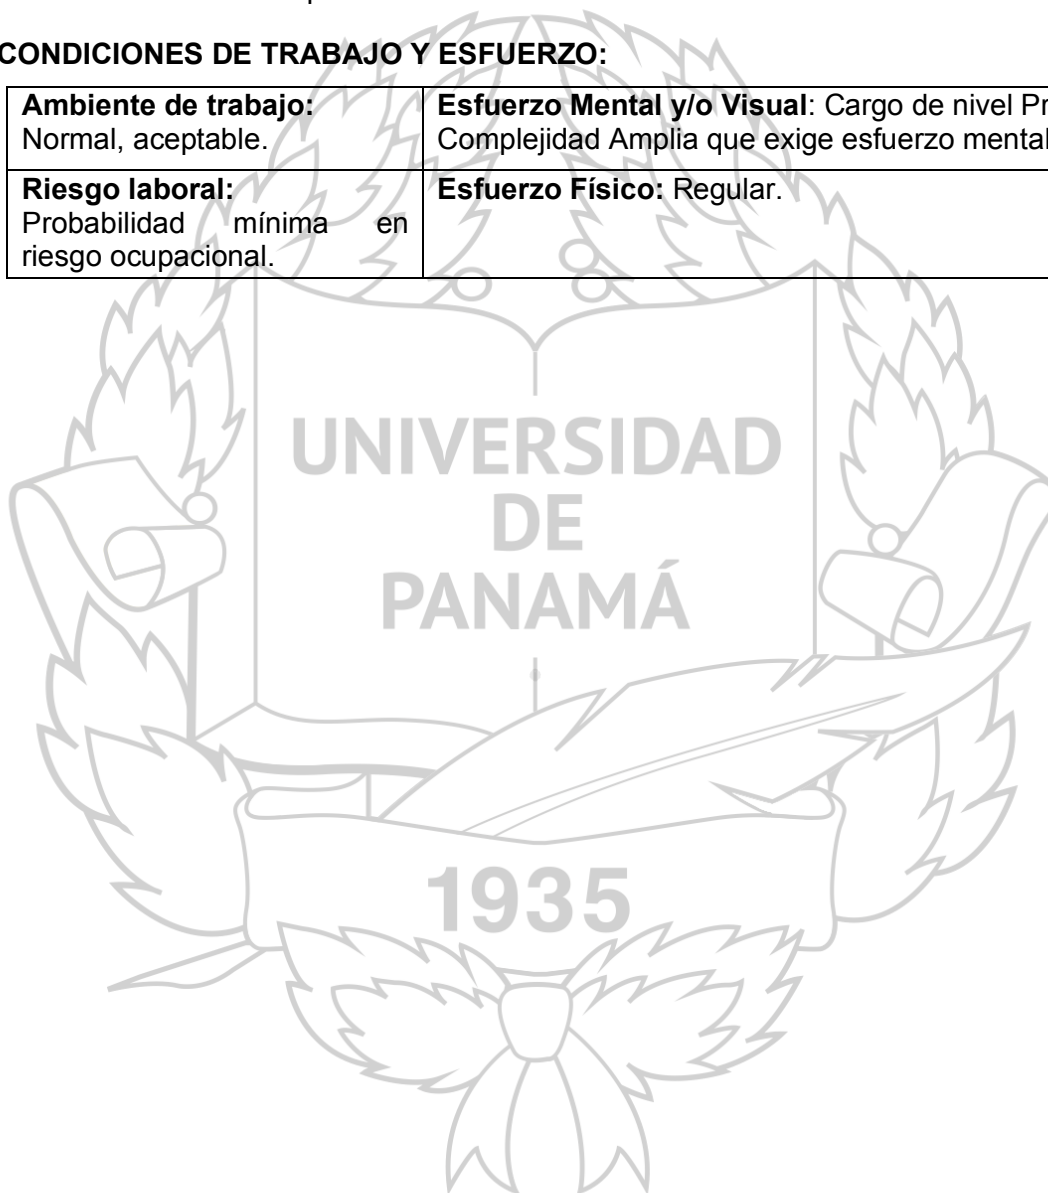 CONDICIONES DE TRABAJO Y ESFUERZO:
Ambiente de trabajo:
Normal, aceptable.
Esfuerzo Mental y/o Visual: Cargo de nivel
Complejidad Amplia que exige esfuerzo mental
Riesgo laboral:
Probabilidad mínima en
riesgo ocupacional.
Esfuerzo Físico: Regular.
UNIVERSIDAD
DE
PANAMÁ
1935